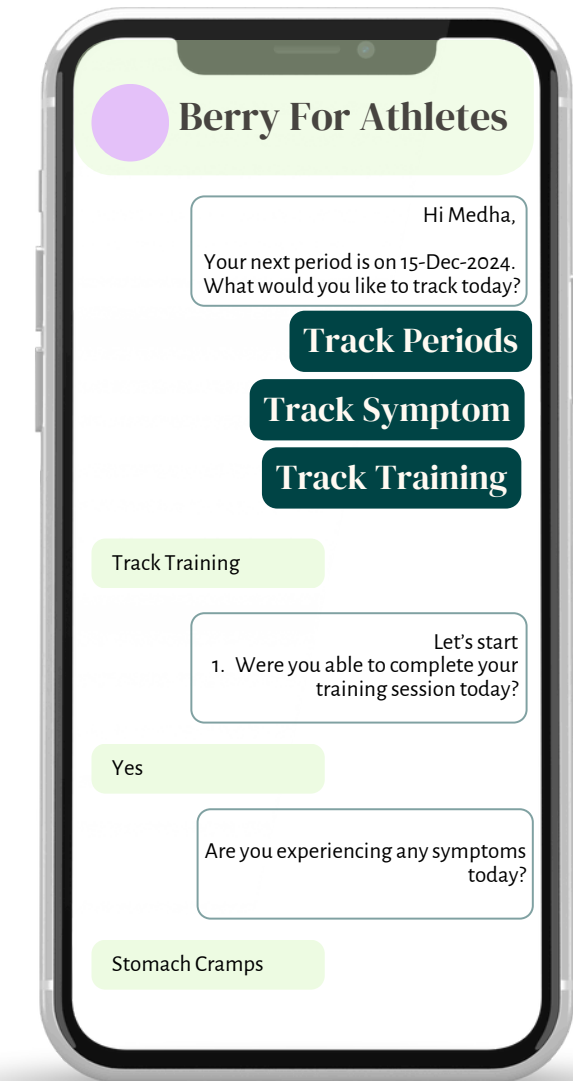 Berry For Athletes
Hi Medha,
Your next period is on 15-Dec-2024.
What would you like to track today?
Track Periods
Track Symptom
Track Training
Track Training
Let’s start
1. Were you able to complete your
training session today?
Yes
Are you experiencing any symptoms
today?
Stomach Cramps